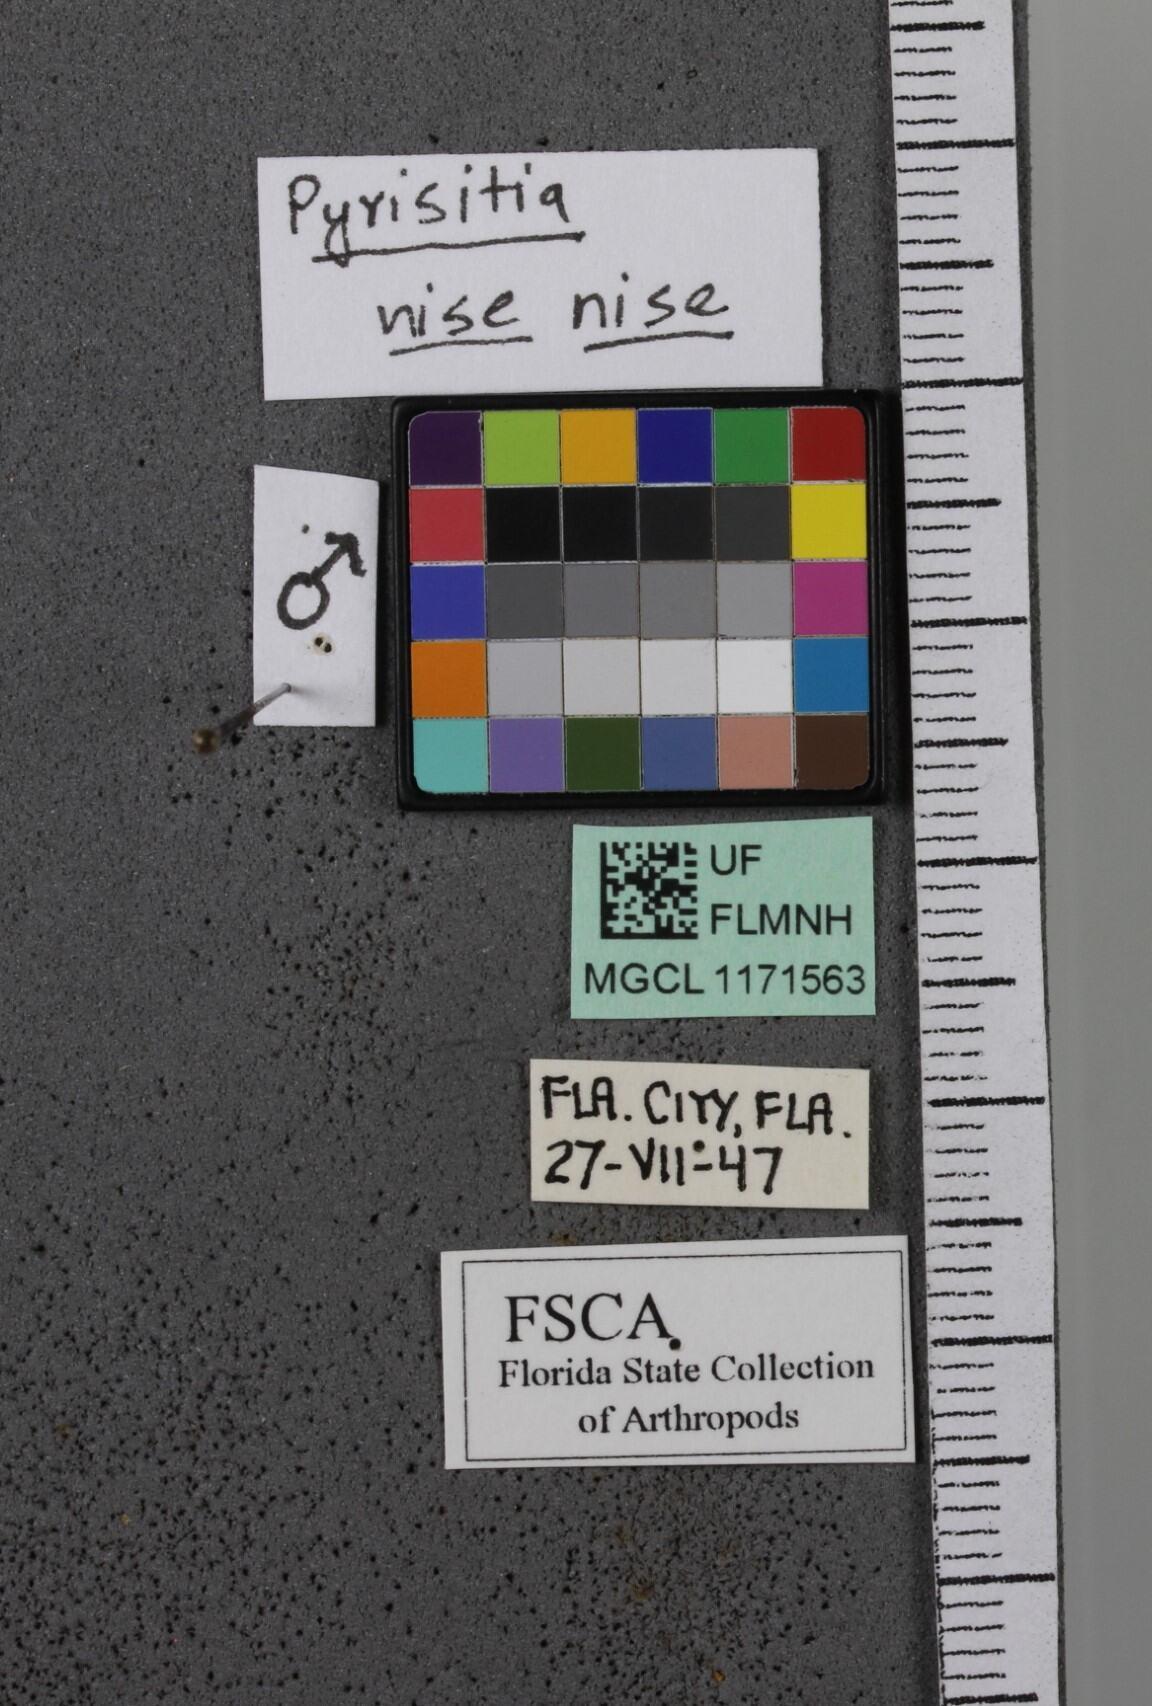 Pyrisitia
nise nise
♂
UF
FLMNH
MGCL 1171563
FLA. CITY, FLA.
27-VII-47
FSCA
Florida State Collection
of Arthropods